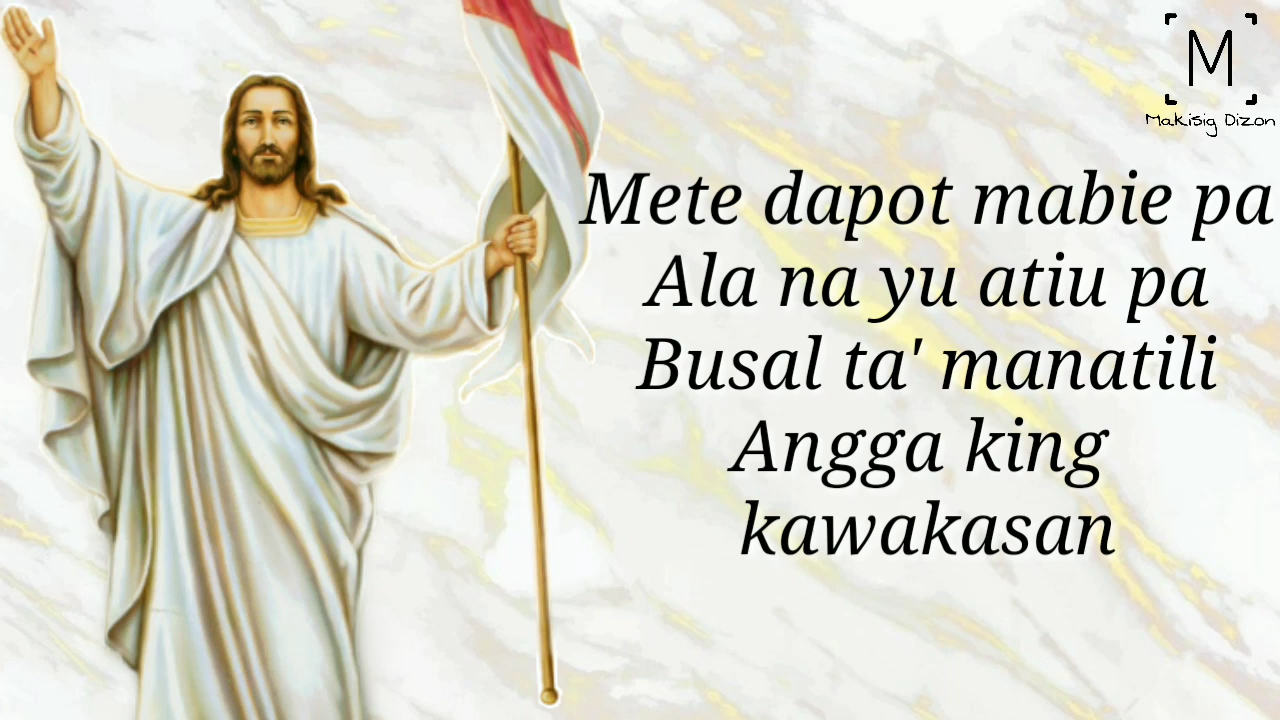 M
Makisig Dizon
Mete dapot mabie pa
Ala na yu atiu pa
Busal ta' manatili
Angga king
kawakasan